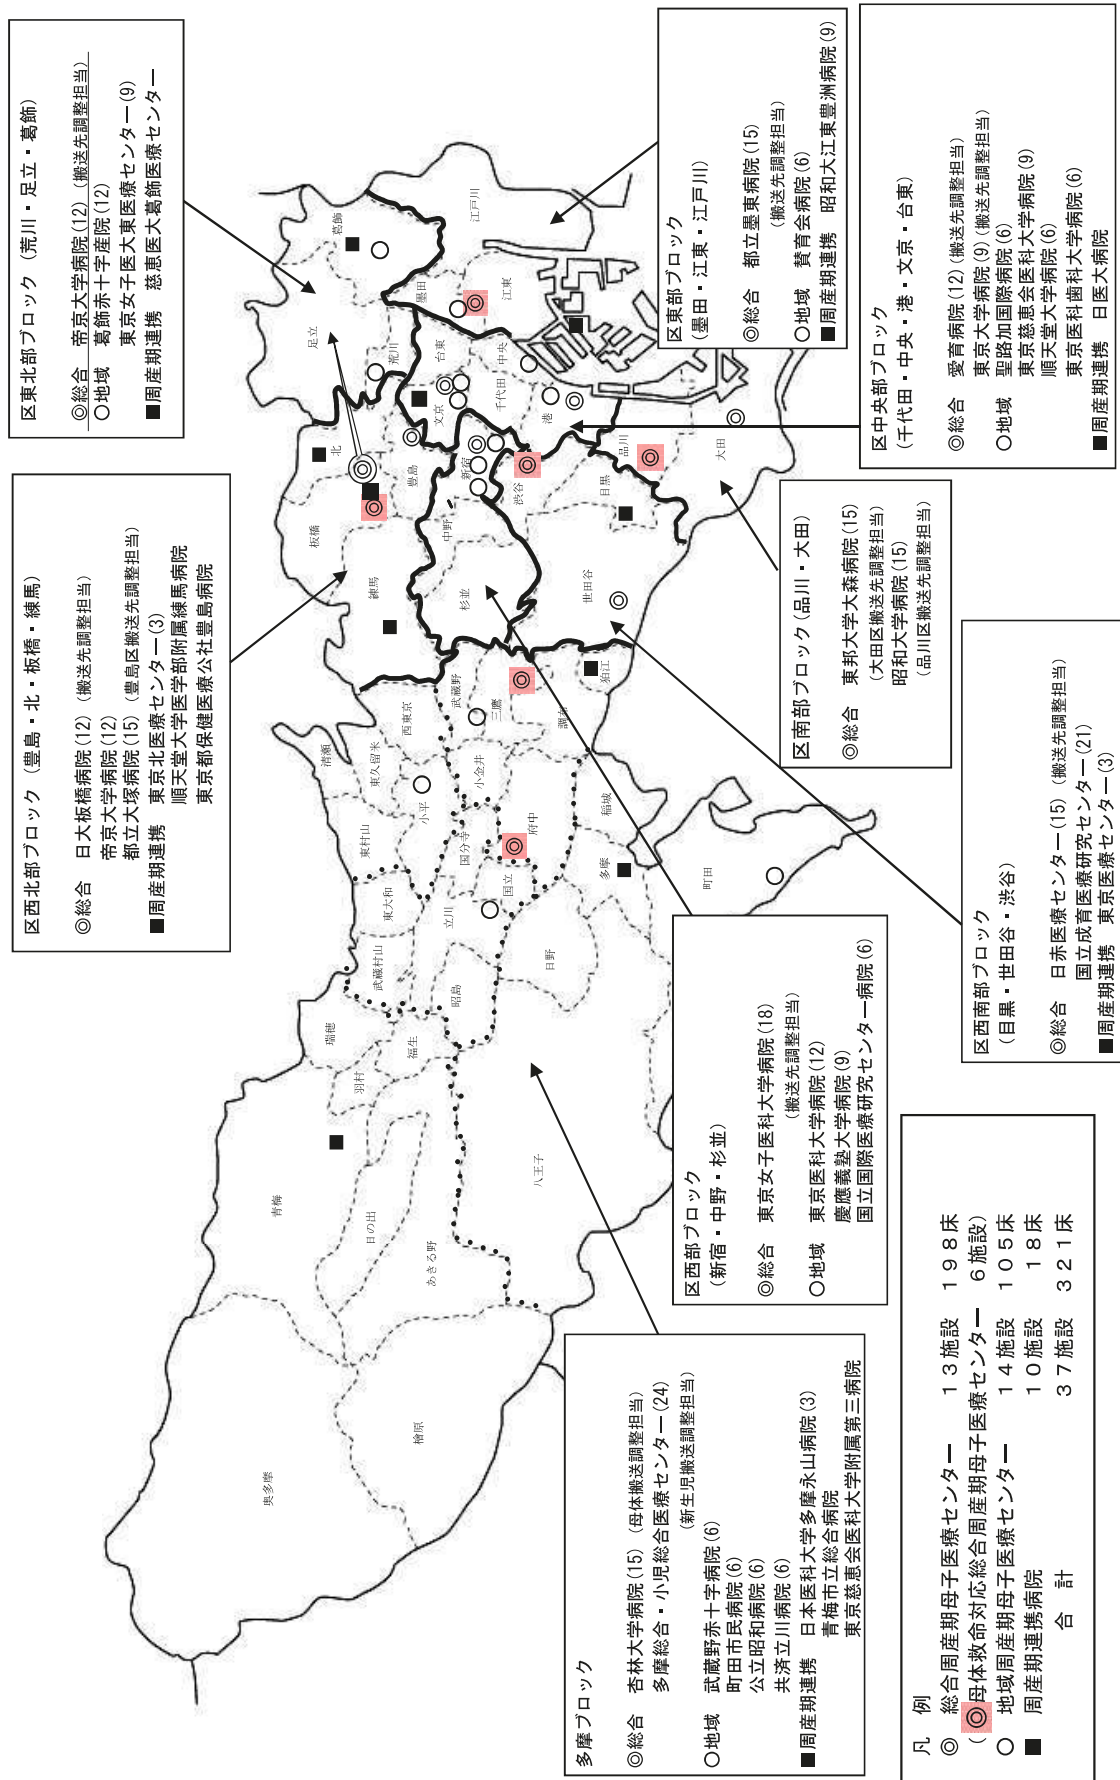 区東北部ブロック (荒川・足立・葛飾)
◎総合 帝京大学病院(12) (搬送先調整担当)
○地域 葛飾赤十字産院(12)
東京女子医大東医療センター(9)
■周産期連携 慈恵医大葛飾医療センター
区西北部ブロック (豊島・北・板橋・練馬)
◎総合 日大板橋病院(12) (搬送先調整担当)
帝京大学病院(12)
都立大塚病院(15) (豊島区搬送先調整担当)
■周産期連携 東京北医療センター(3)
順天堂大学医学部附属練馬病院
東京都保健医療公社豊島病院
区東部ブロック
(墨田・江東・江戸川)
◎総合 都立墨東病院(15)
(搬送先調整担当)
○地域 賛育会病院(6)
■周産期連携 昭和大江東豊洲病院(9)
区中央部ブロック
(千代田・中央・港・文京・台東)
◎総合 愛育病院(12)(搬送先調整担当)
東京大学病院(9)(搬送先調整担当)
○地域 聖路加国際病院(6)
東京慈恵会医科大学病院(9)
順天堂大学病院(6)
東京医科歯科大学病院(6)
■周産期連携 日医大病院
区南部ブロック(品川・大田)
◎総合 東邦大学大森病院(15)
(大田区搬送先調整担当)
昭和大学病院(15)
(品川区搬送先調整担当)
区西南部ブロック
(目黒・世田谷・渋谷)
◎総合 日赤医療センター(15) (搬送先調整担当)
国立成育医療研究センター(21)
■周産期連携 東京医療センター(3)
区西部ブロック
(新宿・中野・杉並)
◎総合 東京女子医科大学病院(18)
(搬送先調整担当)
○地域 東京医科大学病院(12)
慶應義塾大学病院(9)
国立国際医療研究センター病院(6)
多摩ブロック
◎総合 杏林大学病院(15) (母体搬送調整担当)
多摩総合・小児総合医療センター(24)
(新生児搬送調整担当)
○地域 武蔵野赤十字病院(6)
町田市民病院(6)
公立昭和病院(6)
共済立川病院(6)
■周産期連携 日本医科大学多摩永山病院(3)
青梅市立総合病院
東京慈恵会医科大学附属第三病院
凡 例
◎ 総合周産期母子医療センター 13施設 198床
(◎母体救命対応総合周産期母子医療センター 6施設)
○ 地域周産期母子医療センター 14施設 105床
■ 周産期連携病院 10施設 18床
合 計 37施設 321床
奥多摩
檜原
青梅
日の出
あきる野
八王子
羽村
瑞穂
福生
武蔵村山
昭島
東大和
立川
日野
東村山
国分寺
国立
府中
多摩
町田
稲城
小平
小金井
東久留米
清瀬
西東京
武蔵野
三鷹
調布
狛江
練馬
板橋
北
豊島
杉並
中野
新宿
渋谷
世田谷
目黒
品川
大田
港
千代田
中央
文京
台東
荒川
足立
葛飾
墨田
江東
江戸川